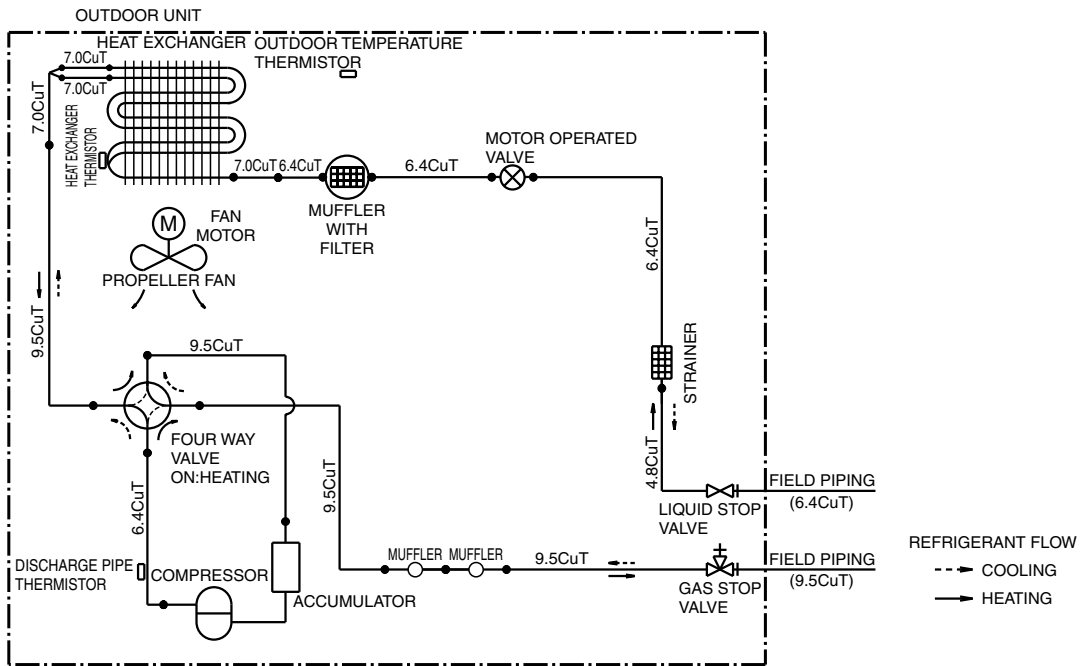 OUTDOOR UNIT
HEAT EXCHANGER
OUTDOOR TEMPERATURE
THERMISTOR
7.0CuT
7.0CuT
7.0CuT
HEAT EXCHANGER
THERMISTOR
7.0CuT
6.4CuT
MUFFLER
WITH
FILTER
6.4CuT
MOTOR OPERATED
VALVE
6.4CuT
M
FAN
MOTOR
PROPELLER FAN
9.5CuT
9.5CuT
STRAINER
FOUR WAY
VALVE
ON:HEATING
6.4CuT
9.5CuT
4.8CuT
LIQUID STOP
VALVE
FIELD PIPING
(6.4CuT)
DISCHARGE PIPE
THERMISTOR
COMPRESSOR
ACCUMULATOR
MUFFLER
MUFFLER
9.5CuT
GAS STOP
VALVE
FIELD PIPING
(9.5CuT)
REFRIGERANT FLOW
COOLING
HEATING